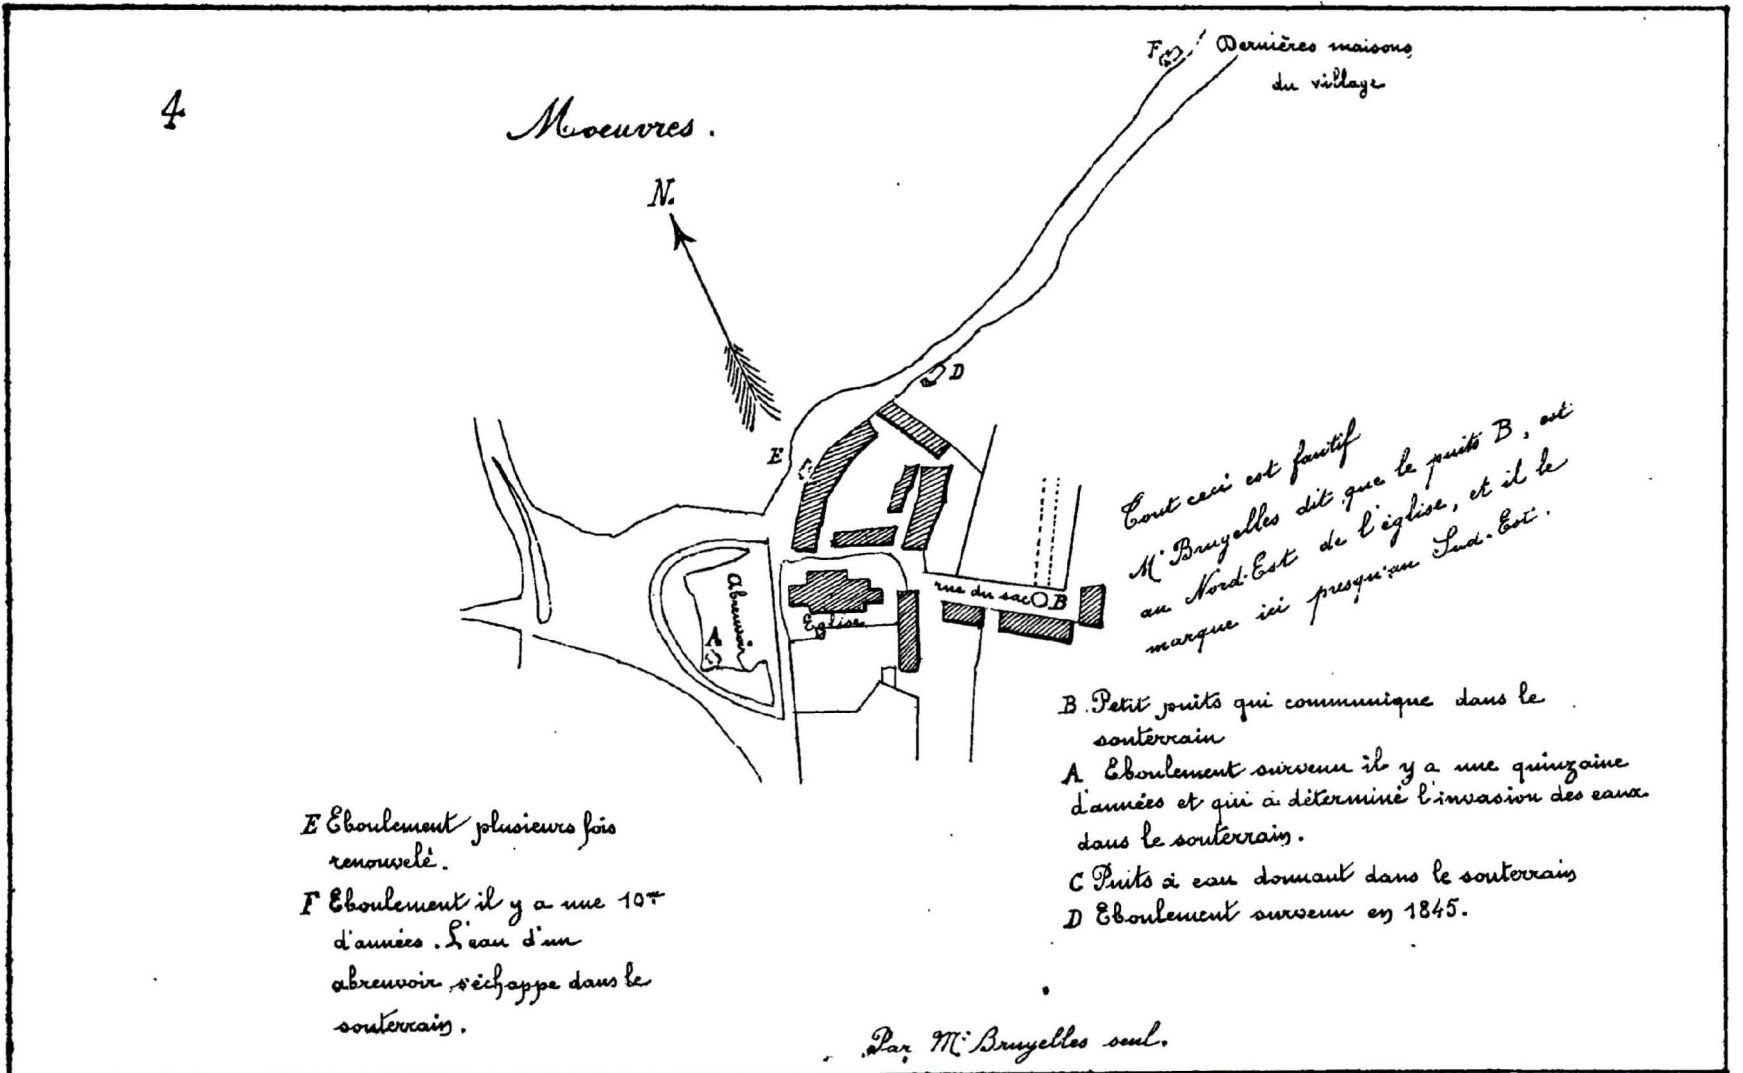 4
Moeuvres.
N.
F
Dernières maisons
du village
D
E
Abreuvoir
A
Eglise
rue du sac
B
Tout ceci est fautif
Mr Bruyelles dit que le puits B, est
au Nord-Est de l'église, et il le
marque ici presqu'au Sud-Est.
B. Petit puits qui communique dans le
souterrain
A Eboulement survenu il y a une quinzaine
d'années et qui a déterminé l'invasion des eaux
dans le souterrain.
C Puits à eau donnant dans le souterrain
D Eboulement survenu en 1845.
E Eboulement plusieurs fois
renouvelé.
F Eboulement il y a une 10ne
d'années. L'eau d'un
abreuvoir s'échappe dans le
souterrain.
Par Mr Bruyelles seul.